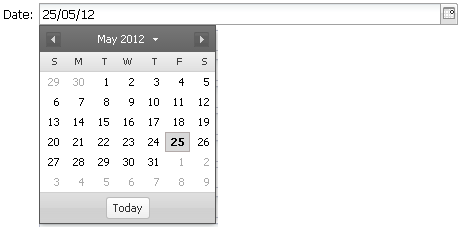 Date: 25/05/12
May 2012
S M T W T F S
29 30 1 2 3 4 5
6 7 8 9 10 11 12
13 14 15 16 17 18 19
20 21 22 23 24 25 26
27 28 29 30 31 1 2
3 4 5 6 7 8 9
Today